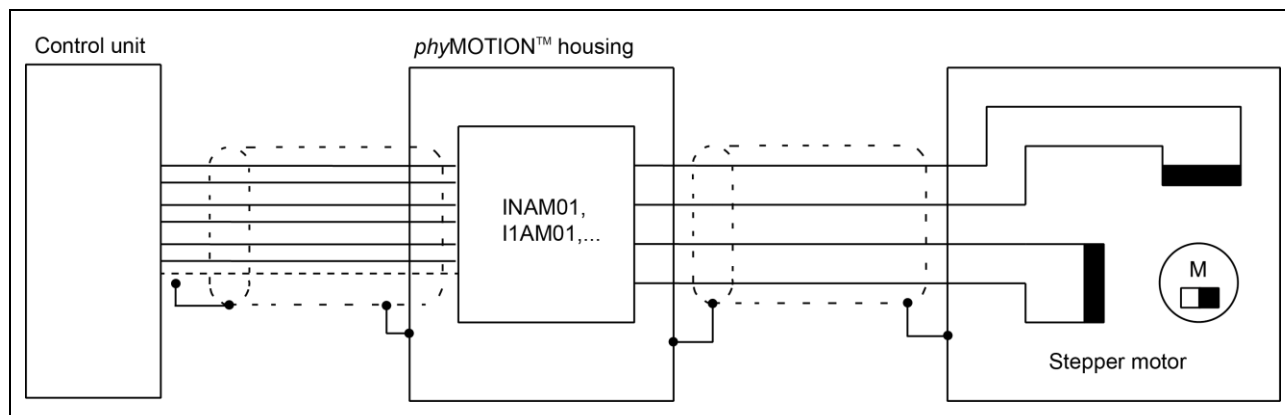 Control unit
phyMOTION™ housing
INAM01,
I1AM01,...
M
Stepper motor